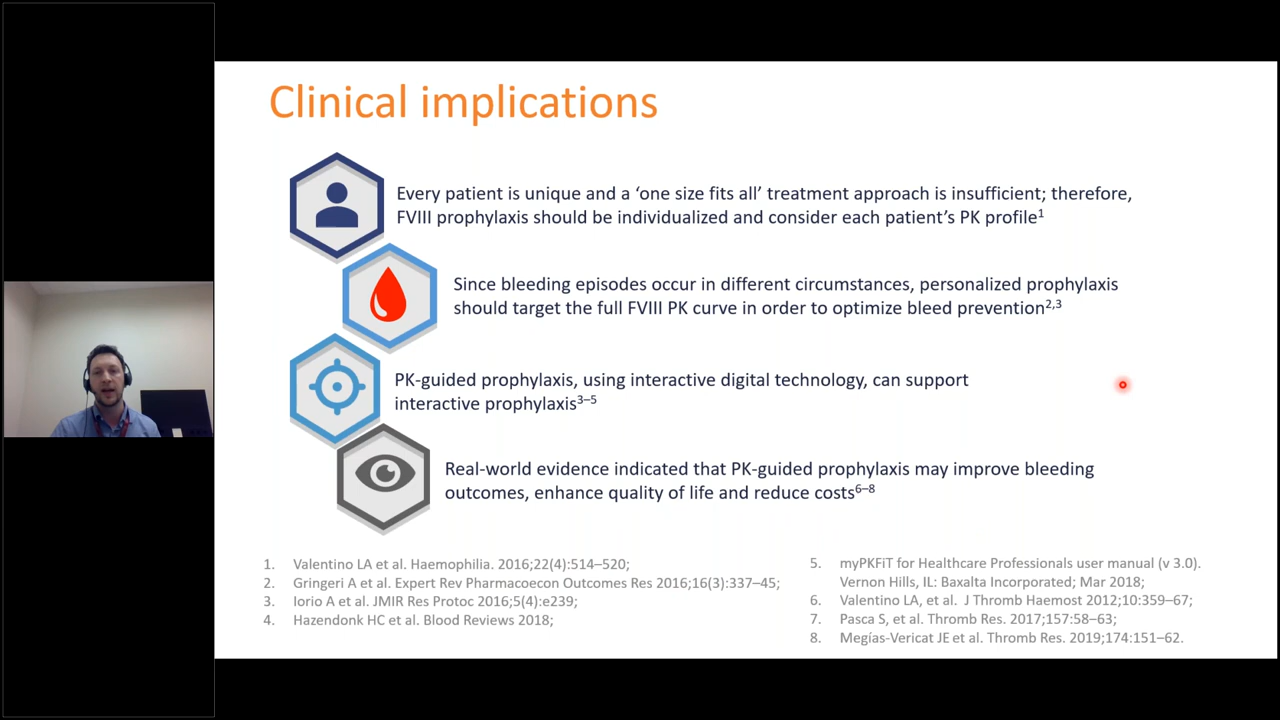 Clinical implications
Every patient is unique and a ‘one size fits all’ treatment approach is insufficient; therefore,
FVIII prophylaxis should be individualized and consider each patient’s PK profile1
Since bleeding episodes occur in different circumstances, personalized prophylaxis
should target the full FVIII PK curve in order to optimize bleed prevention2,3
PK-guided prophylaxis, using interactive digital technology, can support
interactive prophylaxis3–5
Real-world evidence indicated that PK-guided prophylaxis may improve bleeding
outcomes, enhance quality of life and reduce costs6–8
1. Valentino LA et al. Haemophilia. 2016;22(4):514–520;
2. Gringeri A et al. Expert Rev Pharmacoecon Outcomes Res 2016;16(3):337–45;
3. Iorio A et al. JMIR Res Protoc 2016;5(4):e239;
4. Hazendonk HC et al. Blood Reviews 2018;
5. myPKFiT for Healthcare Professionals user manual (v 3.0).
Vernon Hills, IL: Baxalta Incorporated; Mar 2018;
6. Valentino LA, et al. J Thromb Haemost 2012;10:359–67;
7. Pasca S, et al. Thromb Res. 2017;157:58–63;
8. Megías-Vericat JE et al. Thromb Res. 2019;174:151–62.